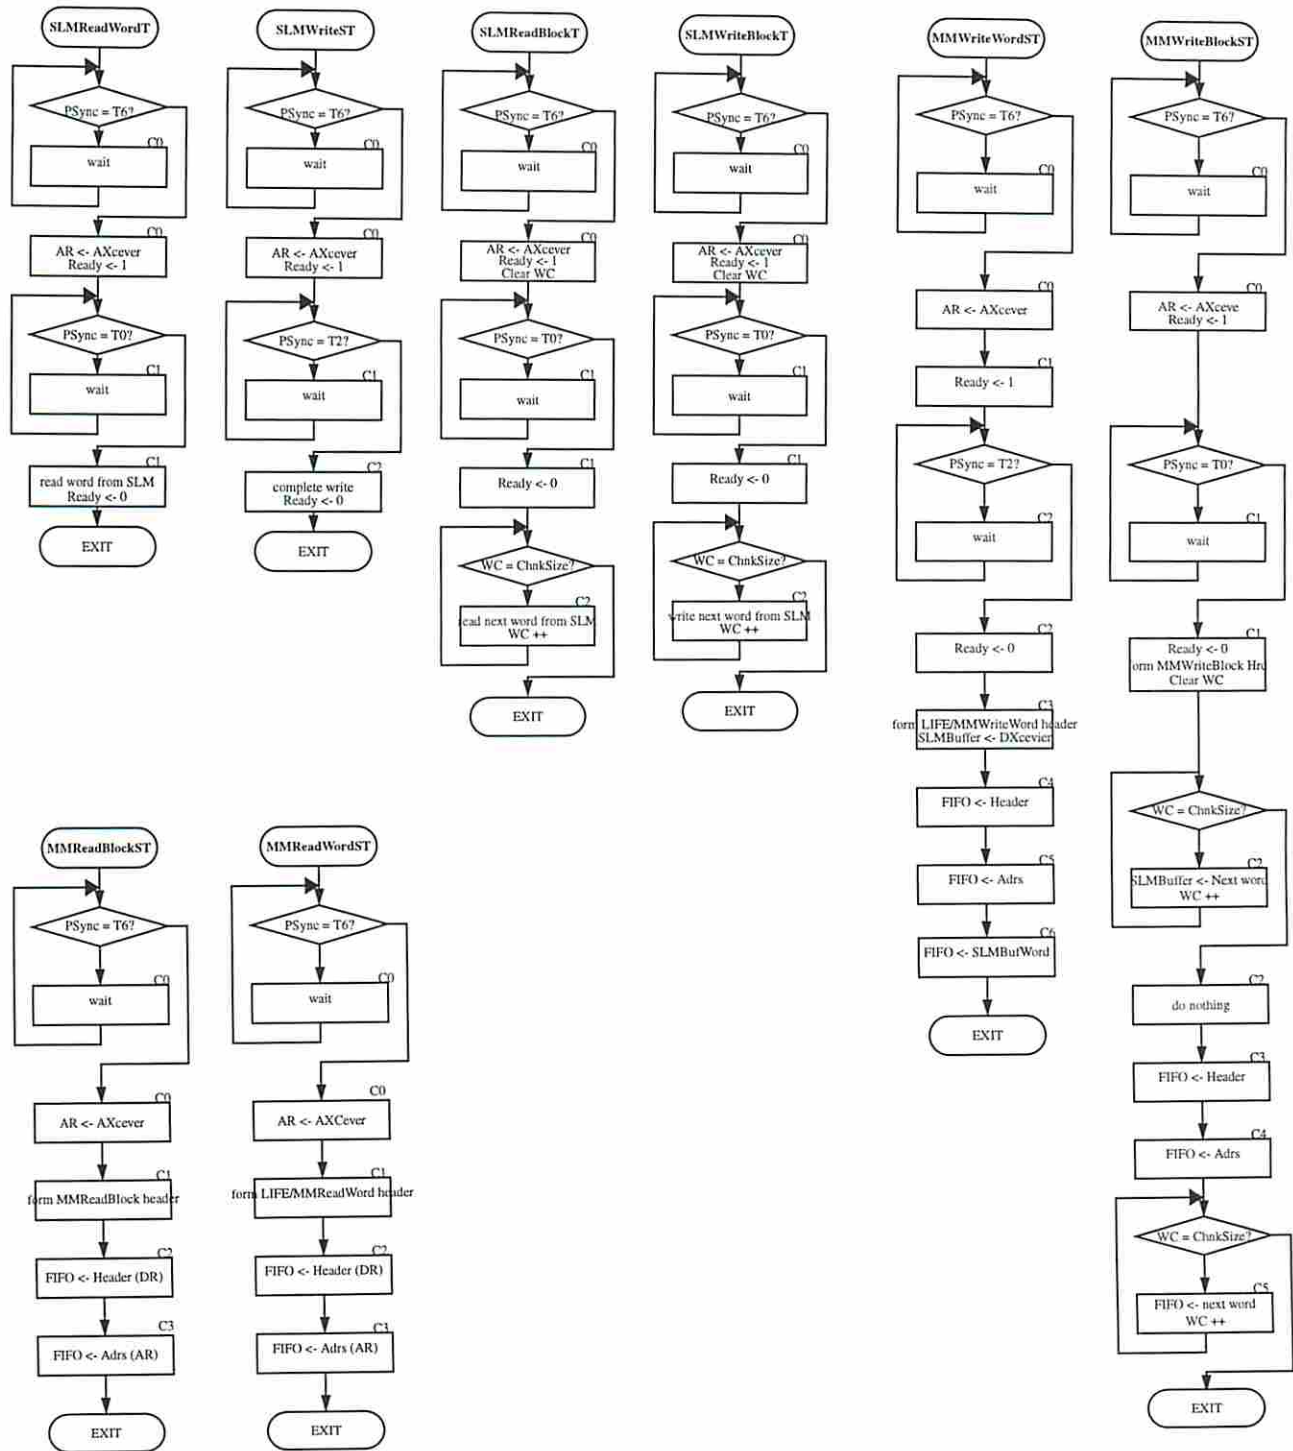 SLMReadWordT
PSync = T6?
C0
wait
C0
AR <- AXcever
Ready <- 1
PSync = T0?
C1
wait
C1
read word from SLM
Ready <- 0
EXIT
SLMWriteST
PSync = T6?
C0
wait
C0
AR <- AXcever
Ready <- 1
PSync = T2?
C1
wait
C2
complete write
Ready <- 0
EXIT
SLMReadBlockT
PSync = T6?
C0
wait
C0
AR <- AXcever
Ready <- 1
Clear WC
PSync = T0?
C1
wait
C1
Ready <- 0
WC = ChnkSize?
C2
read next word from SLM
WC ++
EXIT
SLMWriteBlockT
PSync = T6?
C0
wait
C0
AR <- AXcever
Ready <- 1
Clear WC
PSync = T0?
C1
wait
C1
Ready <- 0
WC = ChnkSize?
C2
write next word from SLM
WC ++
EXIT
MMWriteWordST
PSync = T6?
C0
wait
C0
AR <- AXcever
C1
Ready <- 1
PSync = T2?
C2
wait
C2
Ready <- 0
C3
form LIFE/MMWriteWord header
SLMBuffer <- DXcevier
C4
FIFO <- Header
C5
FIFO <- Adrs
C6
FIFO <- SLMBufWord
EXIT
MMWriteBlockST
PSync = T6?
C0
wait
C0
AR <- AXceve
Ready <- 1
PSync = T0?
C1
wait
C1
Ready <- 0
orm MMWriteBlock Hrd
Clear WC
WC = ChnkSize?
C2
SLMBuffer <- Next word
WC ++
C2
do nothing
C3
FIFO <- Header
C4
FIFO <- Adrs
WC = ChnkSize?
C5
FIFO <- next word
WC ++
EXIT
MMReadBlockST
PSync = T6?
C0
wait
C0
AR <- AXcever
C1
form MMReadBlock header
C2
FIFO <- Header (DR)
C3
FIFO <- Adrs (AR)
EXIT
MMReadWordST
PSync = T6?
C0
wait
C0
AR <- AXCever
C1
form LIFE/MMReadWord header
C2
FIFO <- Header (DR)
C3
FIFO <- Adrs (AR)
EXIT